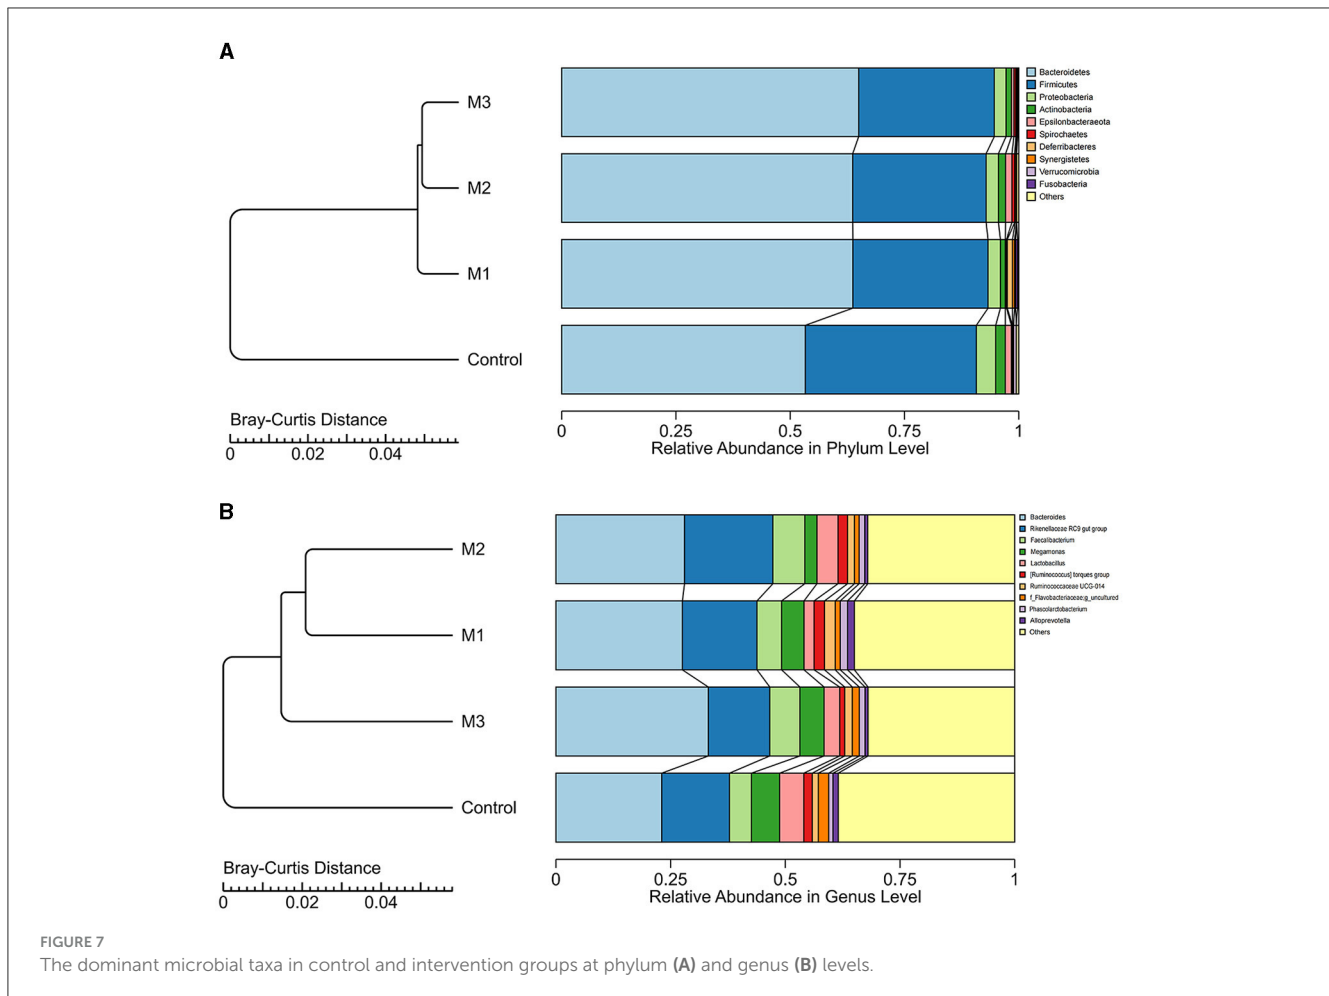 A
M3
M2
M1
Control
Bray-Curtis Distance
0 0.02 0.04
Bacteroidetes
Firmicutes
Proteobacteria
Actinobacteria
Epsilonbacteraeota
Spirochaetes
Deferribacteres
Synergistetes
Verrucomicrobia
Fusobacteria
Others
0 0.25 0.5 0.75 1
Relative Abundance in Phylum Level
B
M2
M1
M3
Control
Bray-Curtis Distance
0 0.02 0.04
Bacteroides
Rikenellaceae RC9 gut group
Faecalibacterium
Megamonas
Lactobacillus
[Ruminococcus] torques group
Ruminococcaceae UCG-014
f_Flavobacteriaceae;g_uncultured
Phascolarctobacterium
Alloprevotella
Others
0 0.25 0.5 0.75 1
Relative Abundance in Genus Level
FIGURE 7
The dominant microbial taxa in control and intervention groups at phylum (A) and genus (B) levels.